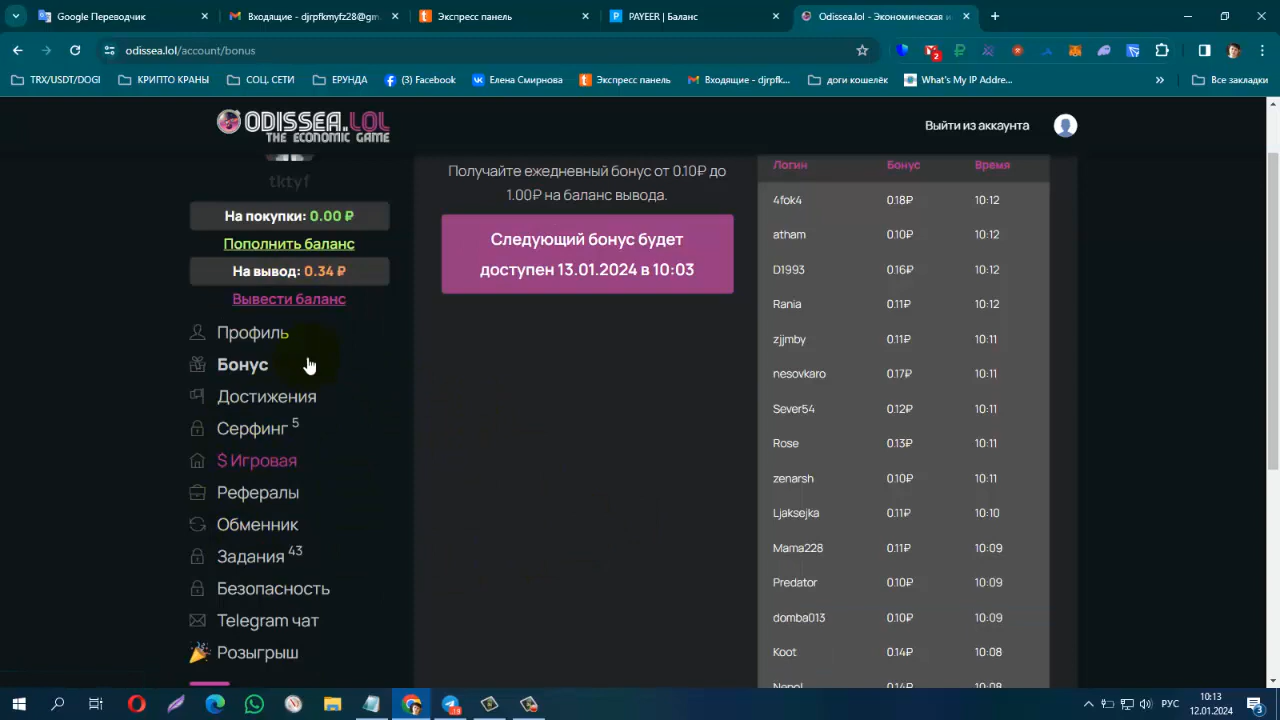 Google Переводчик
Входящие - djrpfkmyfz28@gm
Экспресс панель
PAYEER | Баланс
Odissea.lol - Экономическая и
odissea.lol/account/bonus
2
TRX/USDT/DOGI
КРИПТО КРАНЫ
СОЦ. СЕТИ
ЕРУНДА
(3) Facebook
Елена Смирнова
Экспресс панель
Входящие - djrpfk...
доги кошелёк
What's My IP Addre...
Все закладки
ODISSEA.LOL
THE ECONOMIC GAME
Выйти из аккаунта
tktyf
На покупки: 0.00 ₽
Пополнить баланс
На вывод: 0.34 ₽
Вывести баланс
Профиль
Бонус
Достижения
Серфинг 5
$ Игровая
Рефералы
Обменник
Задания 43
Безопасность
Telegram чат
Розыгрыш
Получайте ежедневный бонус от 0.10₽ до
1.00₽ на баланс вывода.
Следующий бонус будет
доступен 13.01.2024 в 10:03
Логин Бонус Время
4fok4 0.18₽ 10:12
atham 0.10₽ 10:12
D1993 0.16₽ 10:12
Rania 0.11₽ 10:12
zjjmby 0.11₽ 10:11
nesovkaro 0.17₽ 10:11
Sever54 0.12₽ 10:11
Rose 0.13₽ 10:11
zenarsh 0.10₽ 10:11
Ljaksejka 0.11₽ 10:10
Mama228 0.11₽ 10:09
Predator 0.10₽ 10:09
domba013 0.10₽ 10:09
Koot 0.14₽ 10:08
Nepol 0.14₽ 10:08
РУС
10:13
12.01.2024
3